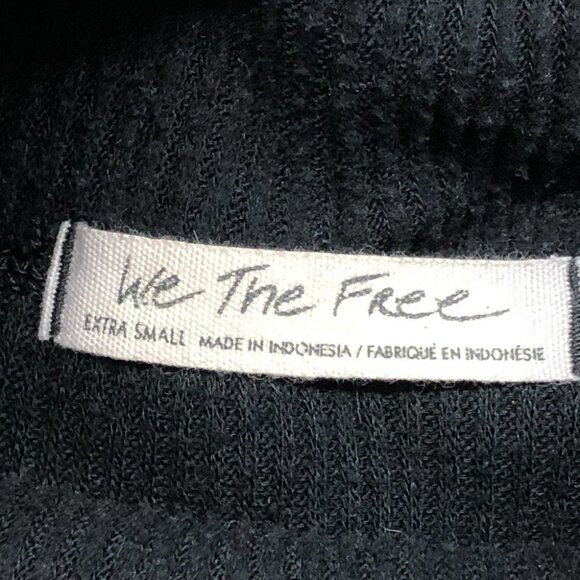 We The Free
EXTRA SMALL MADE IN INDONESIA / FABRIQUÉ EN INDONÉSIE